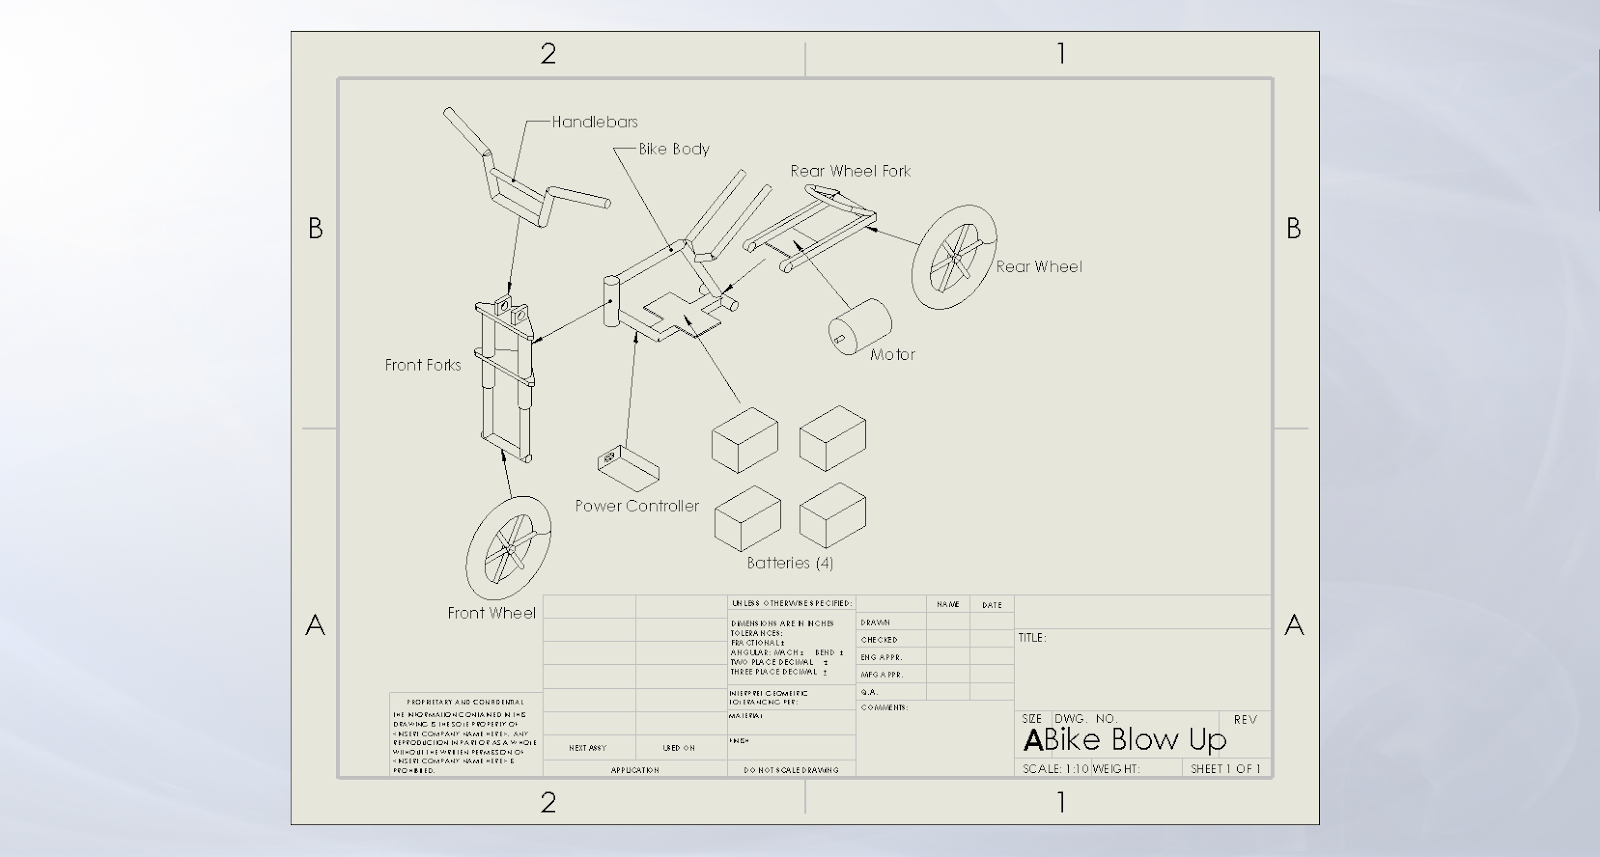 2
1
Handlebars
Bike Body
Rear Wheel Fork
B
B
Rear Wheel
Motor
Front Forks
Power Controller
Batteries (4)
Front Wheel
A
A
UNLESS OTHERWISE SPECIFIED:
DIMENSIONS ARE IN INCHES
TOLERANCES:
FRACTIONAL ±
ANGULAR: MACH ± BEND ±
TWO PLACE DECIMAL ±
THREE PLACE DECIMAL ±
INTERPRET GEOMETRIC
TOLERANCING PER:
MATERIAL
FINISH
DO NOT SCALE DRAWING
NAME
DATE
DRAWN
CHECKED
ENG APPR.
MFG APPR.
Q.A.
COMMENTS:
TITLE:
SIZE
DWG. NO.
REV
A
Bike Blow Up
SCALE: 1:10
WEIGHT:
SHEET 1 OF 1
PROPRIETARY AND CONFIDENTIAL
THE INFORMATION CONTAINED IN THIS
DRAWING IS THE SOLE PROPERTY OF
<INSERT COMPANY NAME HERE>. ANY
REPRODUCTION IN PART OR AS A WHOLE
WITHOUT THE WRITTEN PERMISSION OF
<INSERT COMPANY NAME HERE> IS
PROHIBITED.
NEXT ASSY
USED ON
APPLICATION
2
1